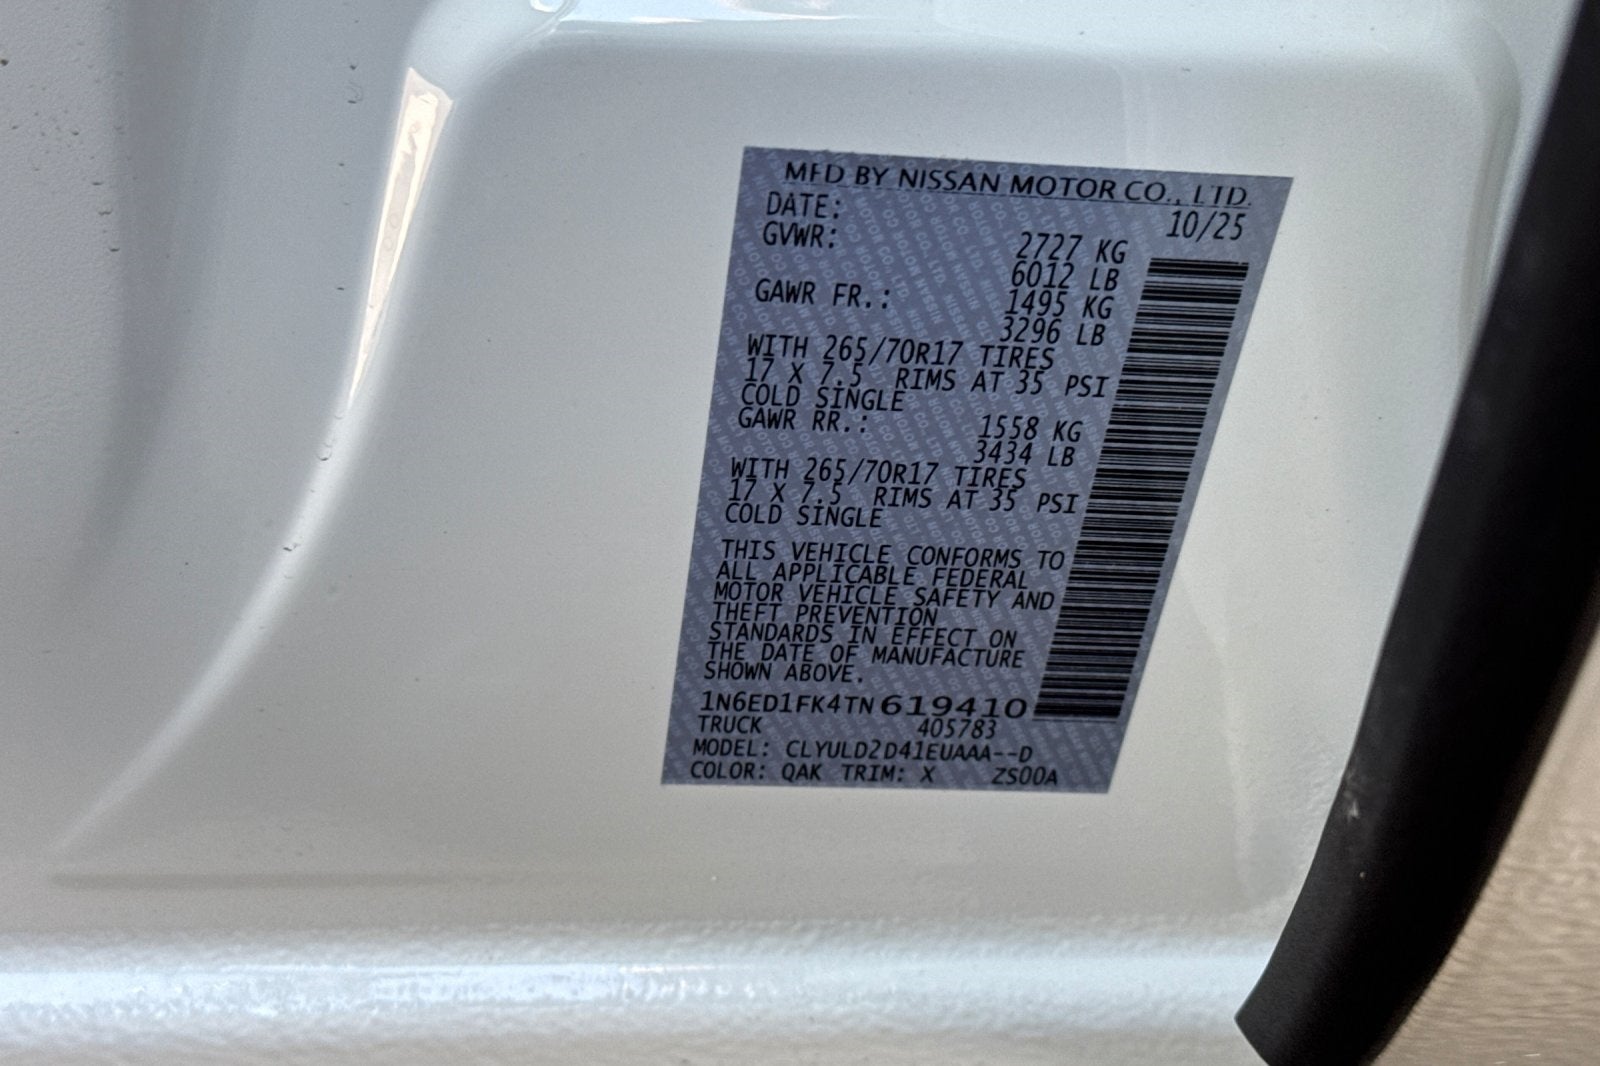 MFD BY NISSAN MOTOR CO., LTD.
DATE: 10/25
GVWR: 2727 KG
6012 LB
GAWR FR.: 1495 KG
3296 LB
WITH 265/70R17 TIRES
17 X 7.5 RIMS AT 35 PSI
COLD SINGLE
GAWR RR.: 1558 KG
3434 LB
WITH 265/70R17 TIRES
17 X 7.5 RIMS AT 35 PSI
COLD SINGLE
THIS VEHICLE CONFORMS TO
ALL APPLICABLE FEDERAL
MOTOR VEHICLE SAFETY AND
THEFT PREVENTION
STANDARDS IN EFFECT ON
THE DATE OF MANUFACTURE
SHOWN ABOVE.
1N6ED1FK4TN619410
TRUCK 405783
MODEL: CLYULD2D41EUAAA--D
COLOR: QAK TRIM: X ZS00A